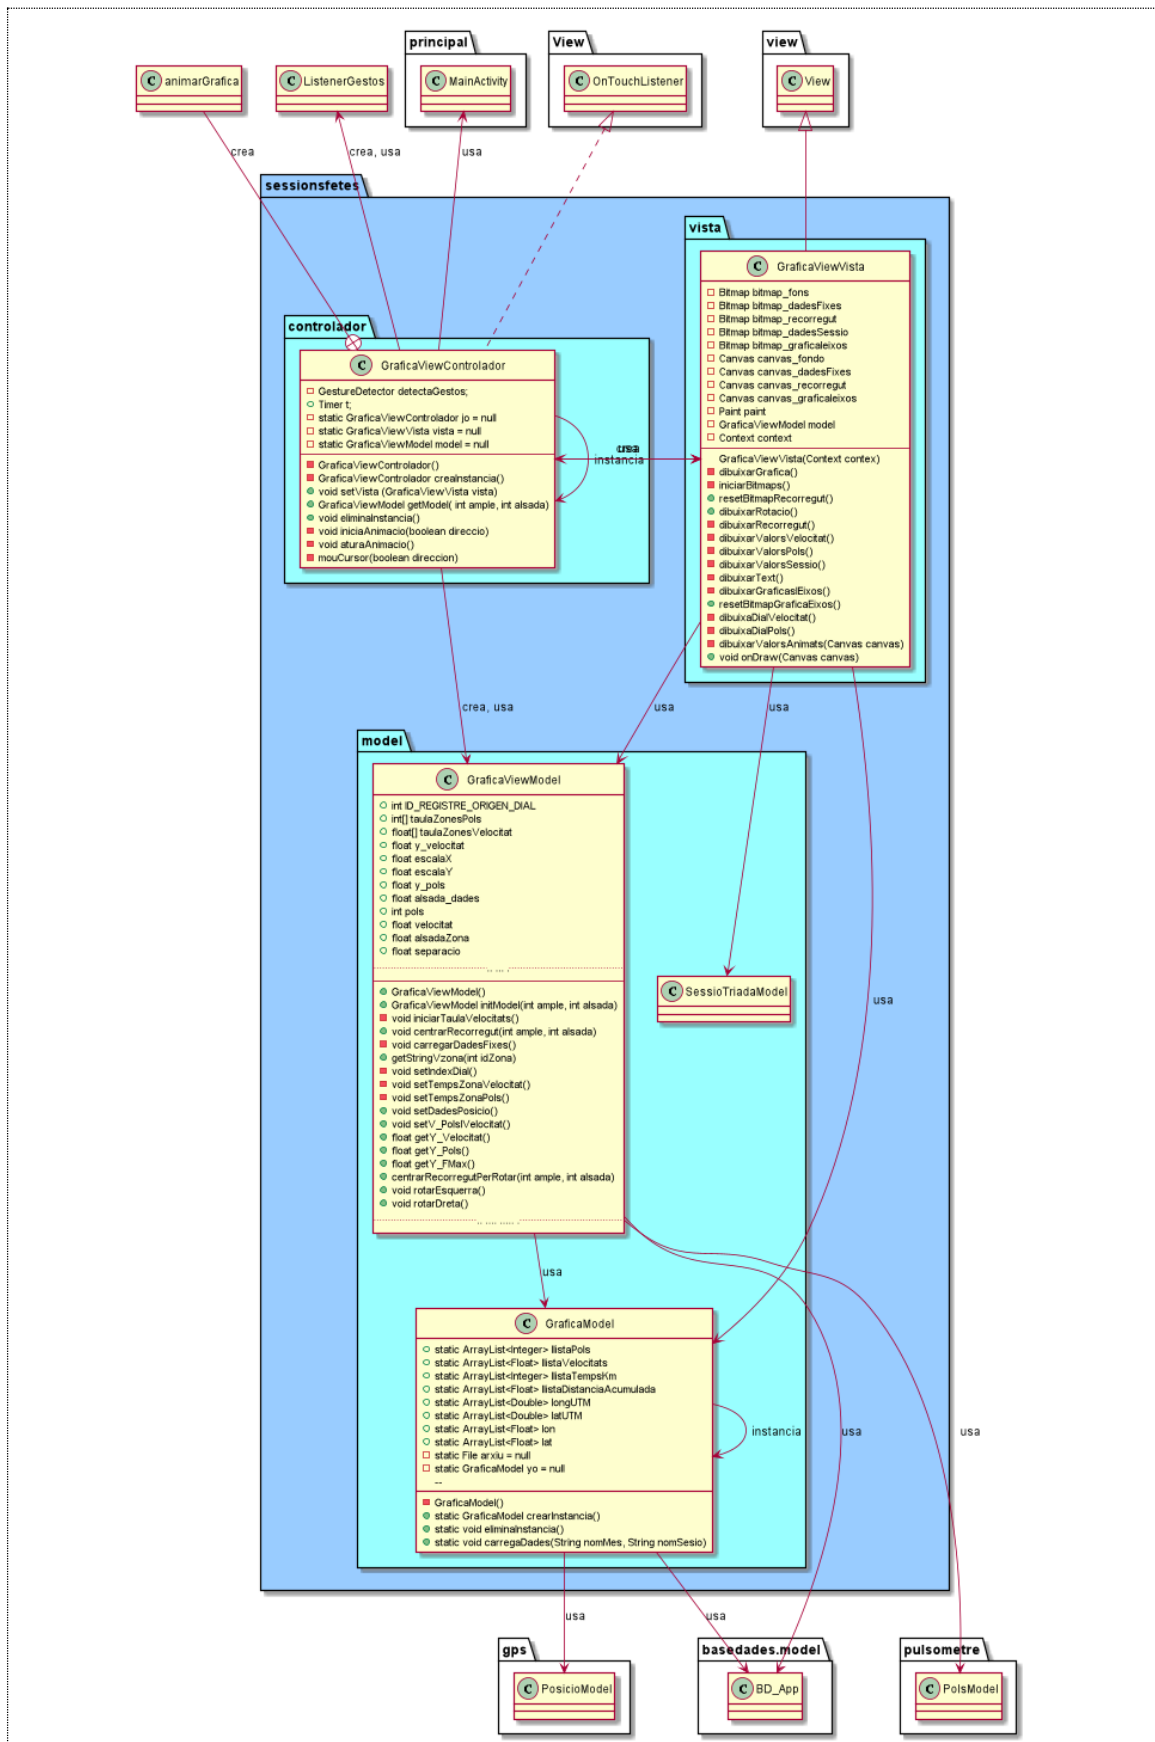 principal
View
view
C animarGrafica
C ListenerGestos
C MainActivity
C OnTouchListener
C View
crea
crea, usa
usa
sessionsfetes
vista
C GraficaViewVista
Bitmap bitmap_fons
Bitmap bitmap_dadesFixes
Bitmap bitmap_recorregut
Bitmap bitmap_dadesSessio
Bitmap bitmap_graficaIeixos
Canvas canvas_fondo
Canvas canvas_dadesFixes
Canvas canvas_recorregut
Canvas canvas_graficaIeixos
Paint paint
GraficaViewModel model
Context context
GraficaViewVista(Context contex)
dibuixarGrafica()
iniciarBitmaps()
resetBitmapRecorregut()
dibuixarRotacio()
dibuixarRecorregut()
dibuixarValorsVelocitat()
dibuixarValorsPols()
dibuixarValorsSessio()
dibuixarText()
dibuixarGraficasIEixos()
resetBitmapGraficaEixos()
dibuixaDialVelocitat()
dibuixaDialPols()
dibuixarValorsAnimats(Canvas canvas)
void onDraw(Canvas canvas)
controlador
C GraficaViewControlador
GestureDetector detectaGestos;
Timer t;
static GraficaViewControlador jo = null
static GraficaViewVista vista = null
static GraficaViewModel model = null
GraficaViewControlador()
GraficaViewControlador creaInstancia()
void setVista (GraficaViewVista vista)
GraficaViewModel getModel( int ample, int alsada)
void eliminaInstancia()
void iniciaAnimacio(boolean direccio)
void aturaAnimacio()
mouCursor(boolean direccion)
usa
instancia
crea, usa
usa
usa
model
C GraficaViewModel
int ID_REGISTRE_ORIGEN_DIAL
int[] taulaZonesPols
float[] taulaZonesVelocitat
float y_velocitat
float escalaX
float escalaY
float y_pols
float alsada_dades
int pols
float velocitat
float alsadaZona
float separacio
.. ... .
GraficaViewModel()
GraficaViewModel initModel(int ample, int alsada)
void iniciarTaulaVelocitats()
void centrarRecorregut(int ample, int alsada)
void carregarDadesFixes()
getStringVzona(int idZona)
void setIndexDial()
void setTempsZonaVelocitat()
void setTempsZonaPols()
void setDadesPosicio()
void setV_PolsIVelocitat()
float getY_Velocitat()
float getY_Pols()
float getY_FMax()
centrarRecorregutPerRotar(int ample, int alsada)
void rotarEsquerra()
void rotarDreta()
.. .... ..... .
C SessioTriadaModel
usa
usa
C GraficaModel
static ArrayList<Integer> llistaPols
static ArrayList<Float> llistaVelocitats
static ArrayList<Integer> llistaTempsKm
static ArrayList<Float> llistaDistanciaAcumulada
static ArrayList<Double> longUTM
static ArrayList<Double> latUTM
static ArrayList<Float> lon
static ArrayList<Float> lat
static File arxiu = null
static GraficaModel yo = null
--
GraficaModel()
static GraficaModel crearInstancia()
static void eliminaInstancia()
static void carregaDades(String nomMes, String nomSesio)
instancia
usa
usa
usa
usa
gps
basedades.model
pulsometre
C PosicioModel
C BD_App
C PolsModel